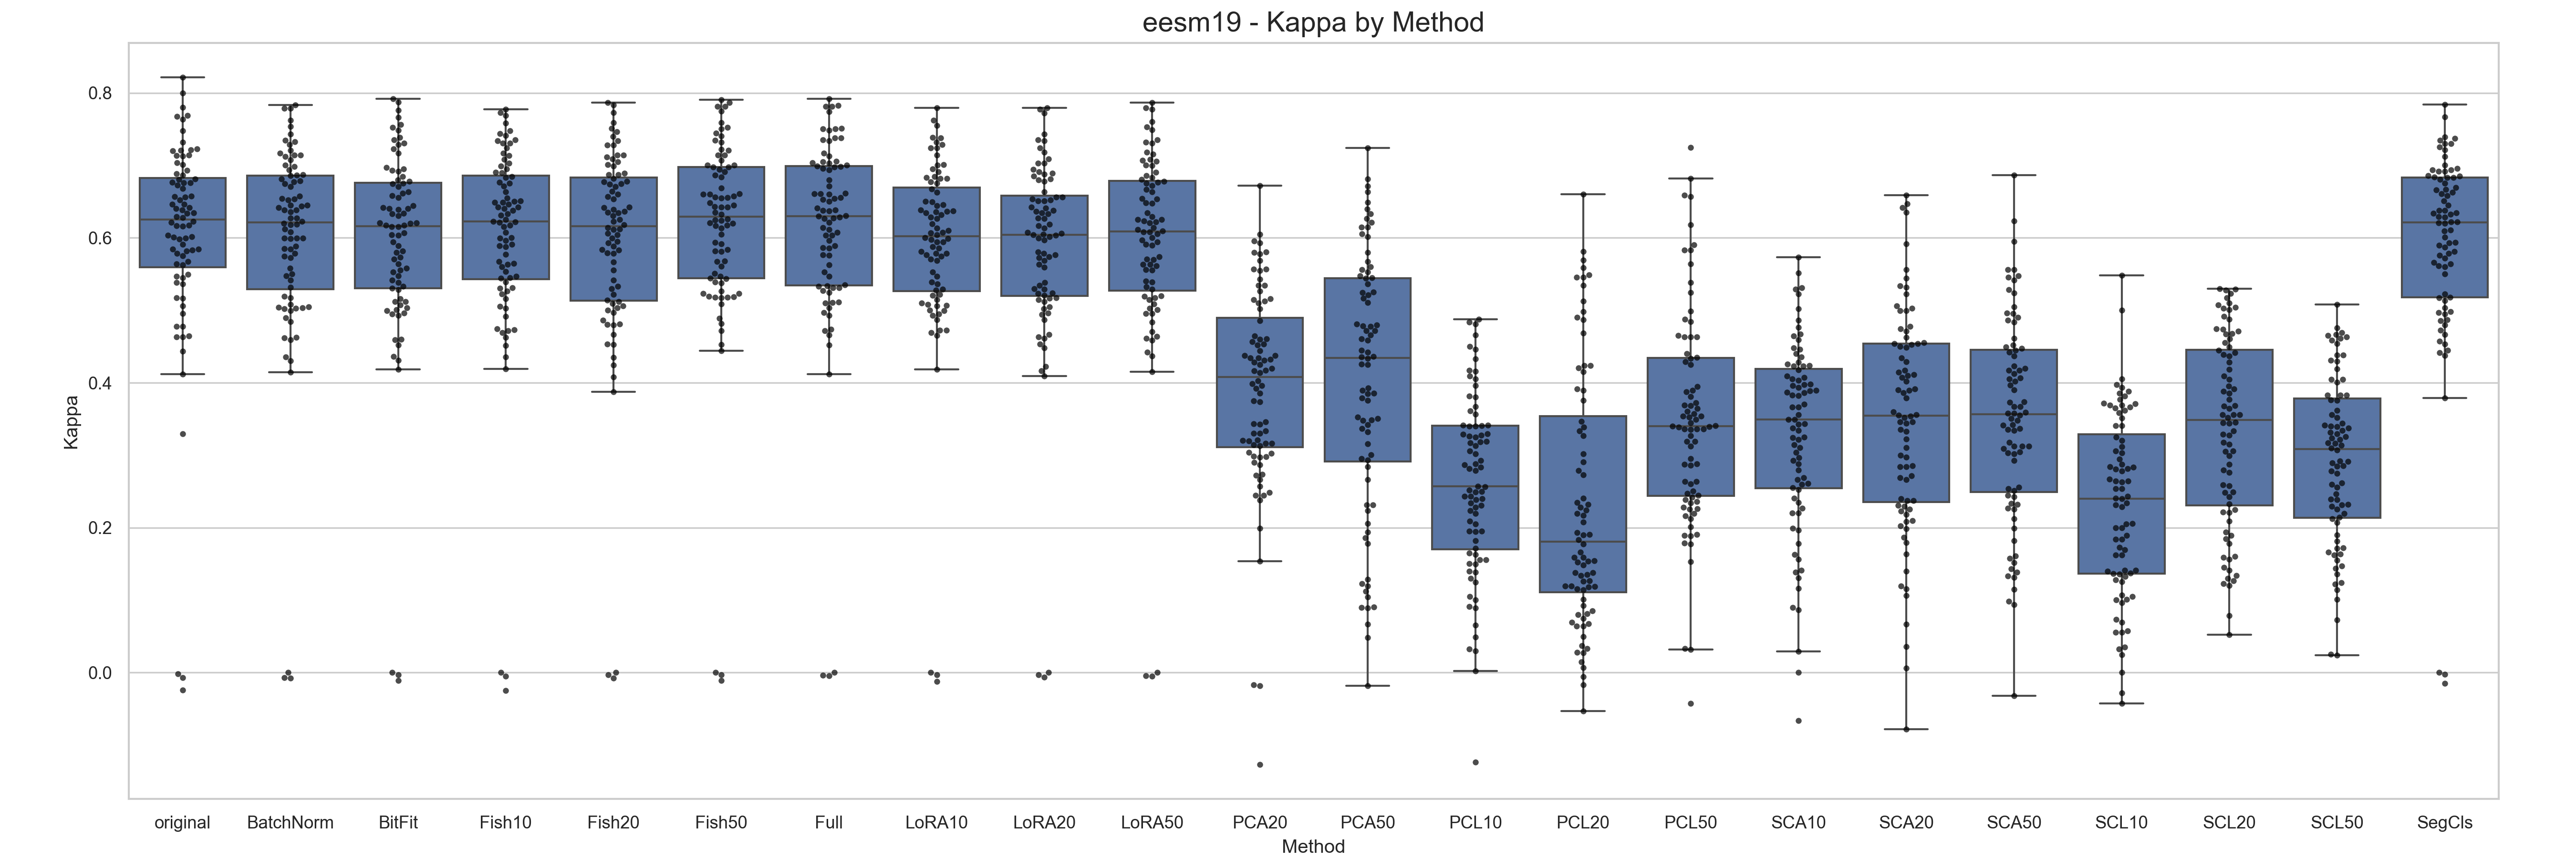 eesm19 - Kappa by Method
Kappa
0.8
0.6
0.4
0.2
0.0
original BatchNorm BitFit Fish10 Fish20 Fish50 Full LoRA10 LoRA20 LoRA50 PCA20 PCA50 PCL10 PCL20 PCL50 SCA10 SCA20 SCA50 SCL10 SCL20 SCL50 SegCls
Method